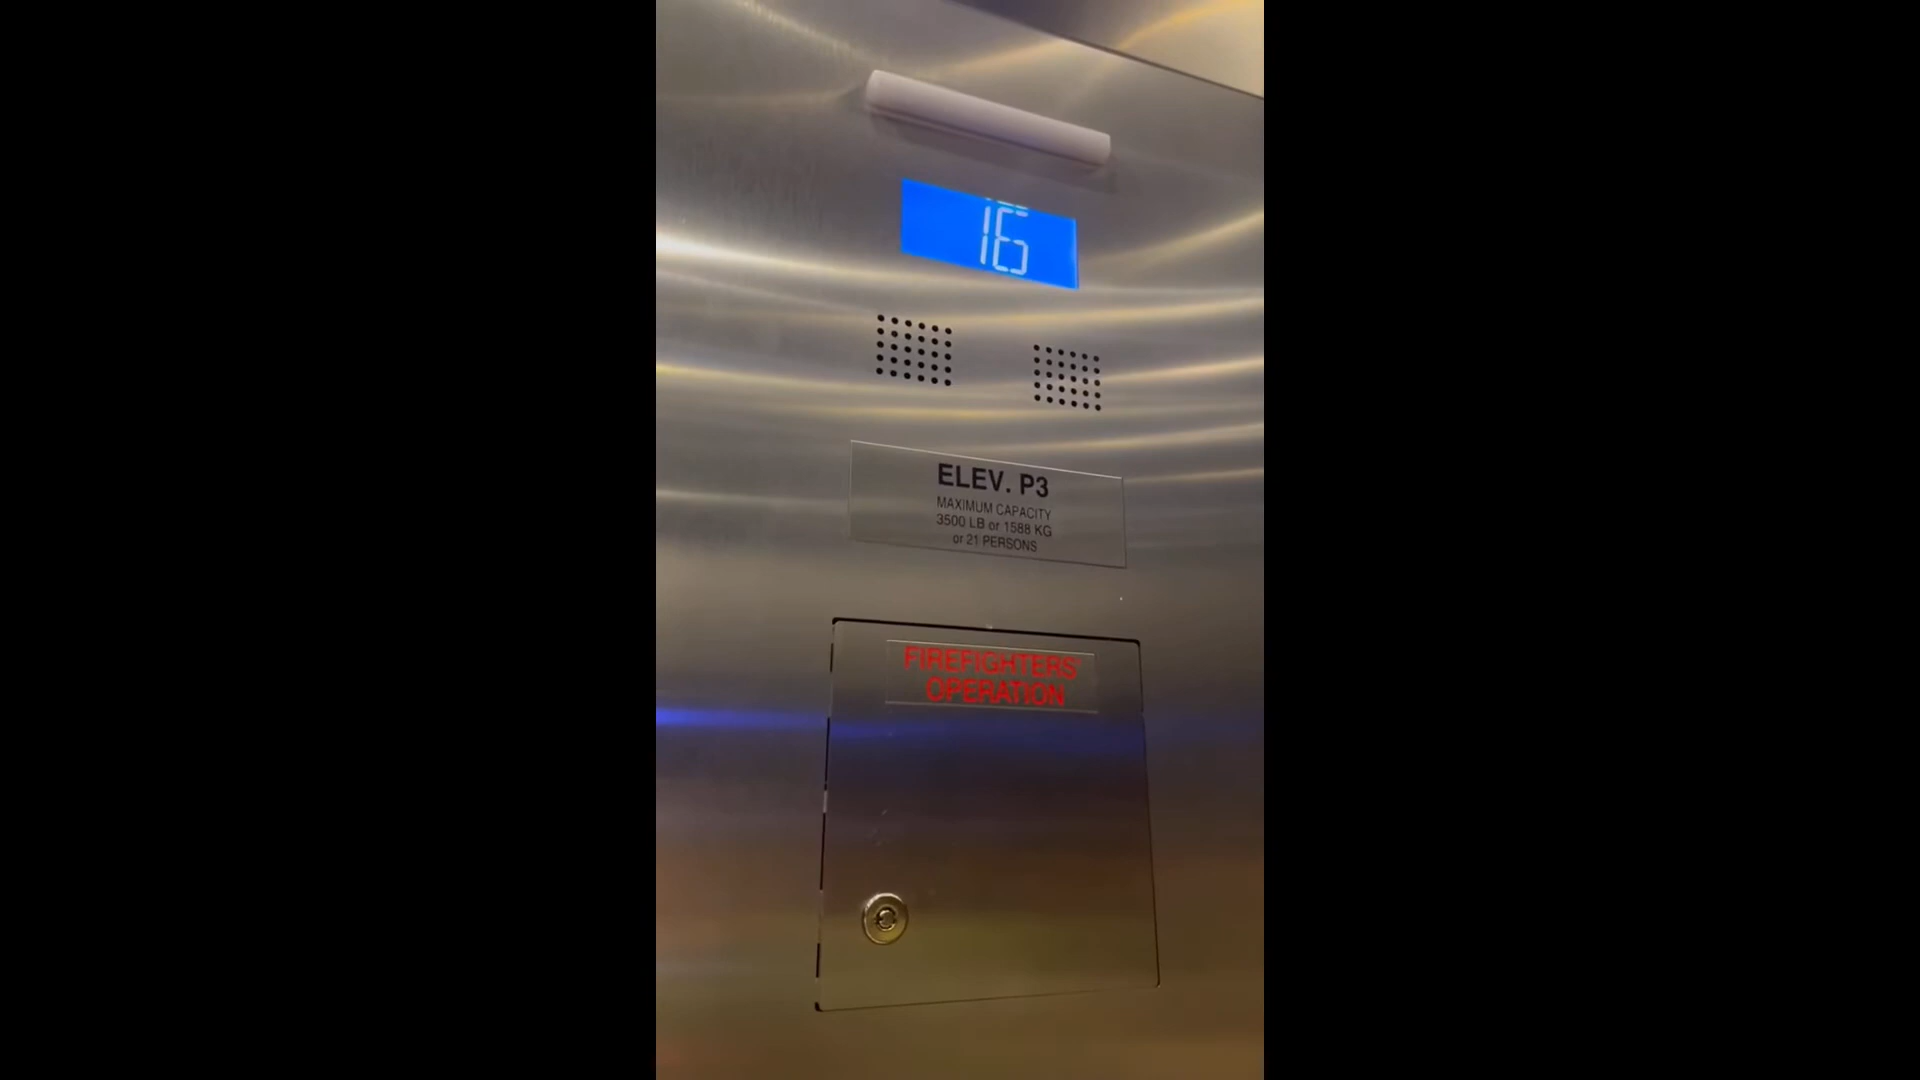 16
ELEV. P3
MAXIMUM CAPACITY
3500 LB or 1588 KG
or 21 PERSONS
FIREFIGHTERS'
OPERATION